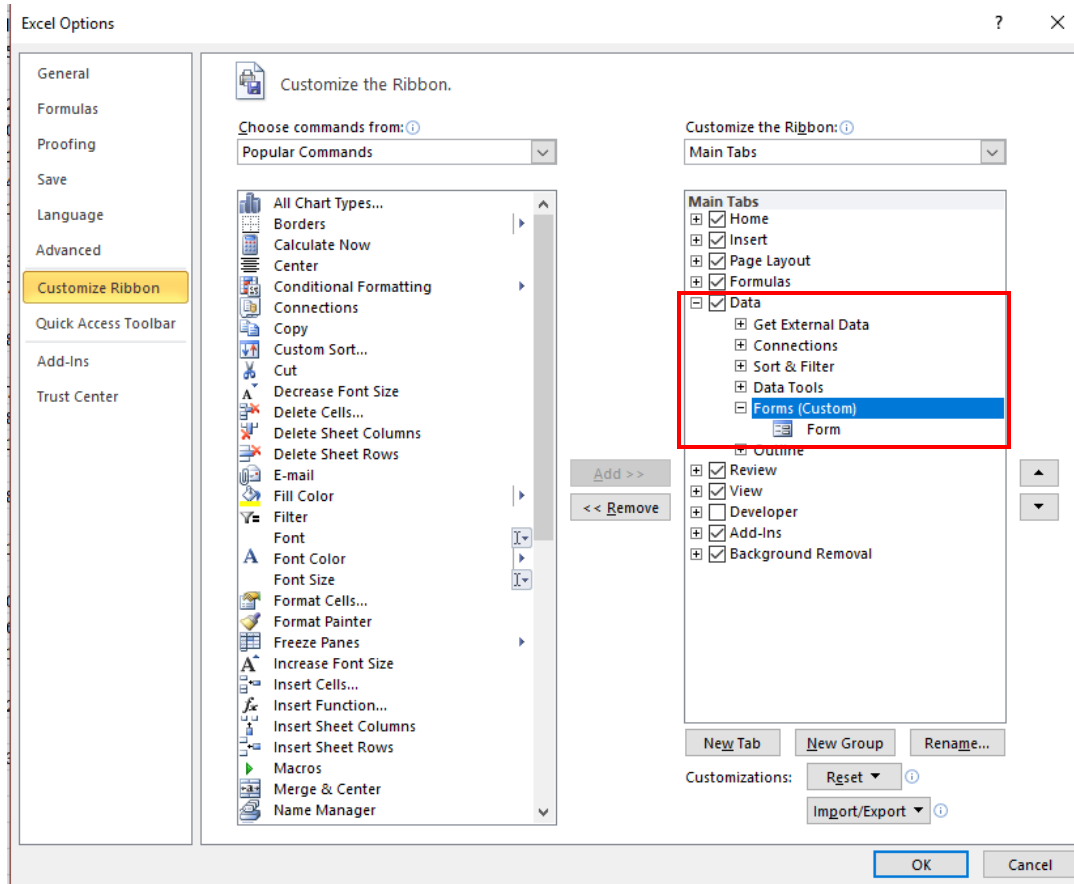 Excel Options
?
General
Formulas
Proofing
Save
Language
Advanced
Customize Ribbon
Quick Access Toolbar
Add-Ins
Trust Center
Customize the Ribbon.
Choose commands from:
Popular Commands
All Chart Types...
Borders
Calculate Now
Center
Conditional Formatting
Connections
Copy
Custom Sort...
Cut
Decrease Font Size
Delete Cells...
Delete Sheet Columns
Delete Sheet Rows
E-mail
Fill Color
Filter
Font
Font Color
Font Size
Format Cells...
Format Painter
Freeze Panes
Increase Font Size
Insert Cells...
Insert Function...
Insert Sheet Columns
Insert Sheet Rows
Macros
Merge & Center
Name Manager
Add >>
<< Remove
Customize the Ribbon:
Main Tabs
Main Tabs
Home
Insert
Page Layout
Formulas
Data
Get External Data
Connections
Sort & Filter
Data Tools
Forms (Custom)
Form
Outline
Review
View
Developer
Add-Ins
Background Removal
New Tab
New Group
Rename...
Customizations:
Reset
Import/Export
OK
Cancel